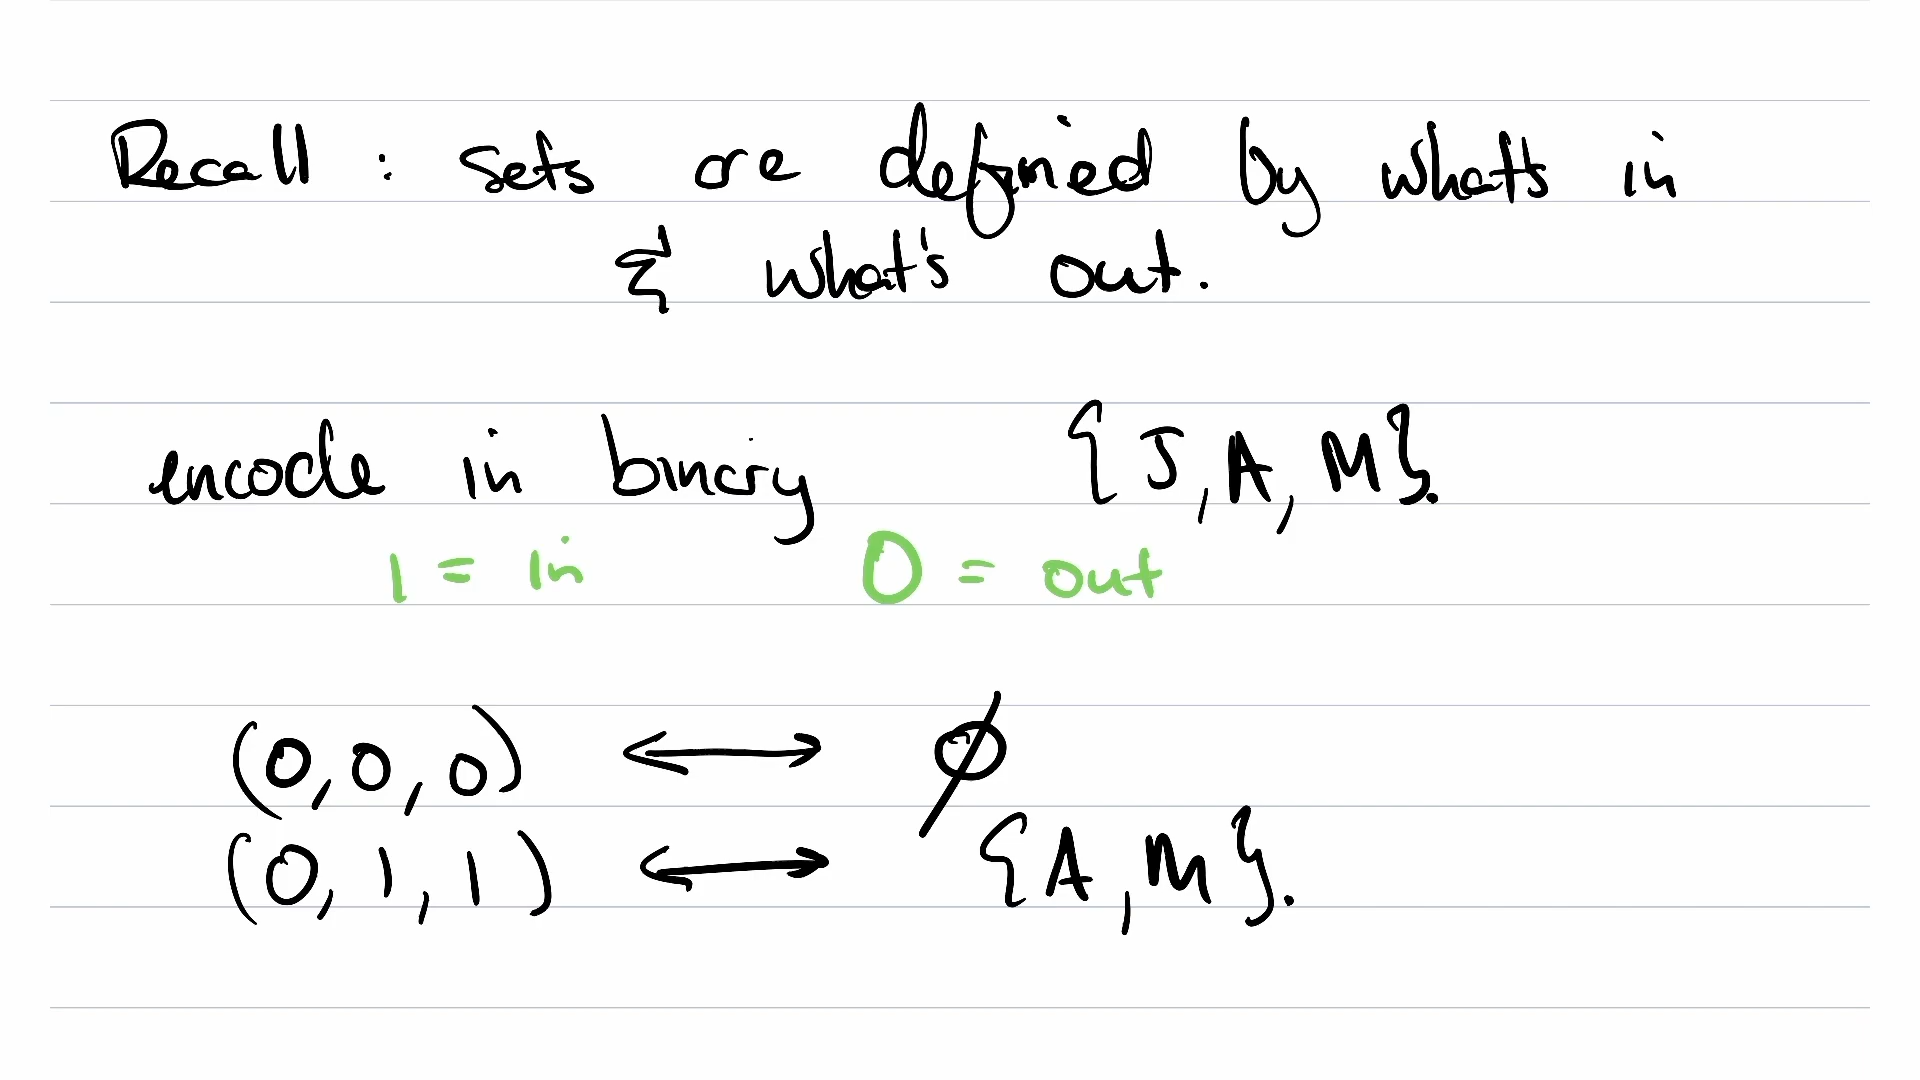 Recall : sets are defined by what's in
& what's out.
encode in binary {J, A, M}.
1 = in 0 = out
(0, 0, 0) ⟷ ∅
(0, 1, 1) ⟷ {A, M}.